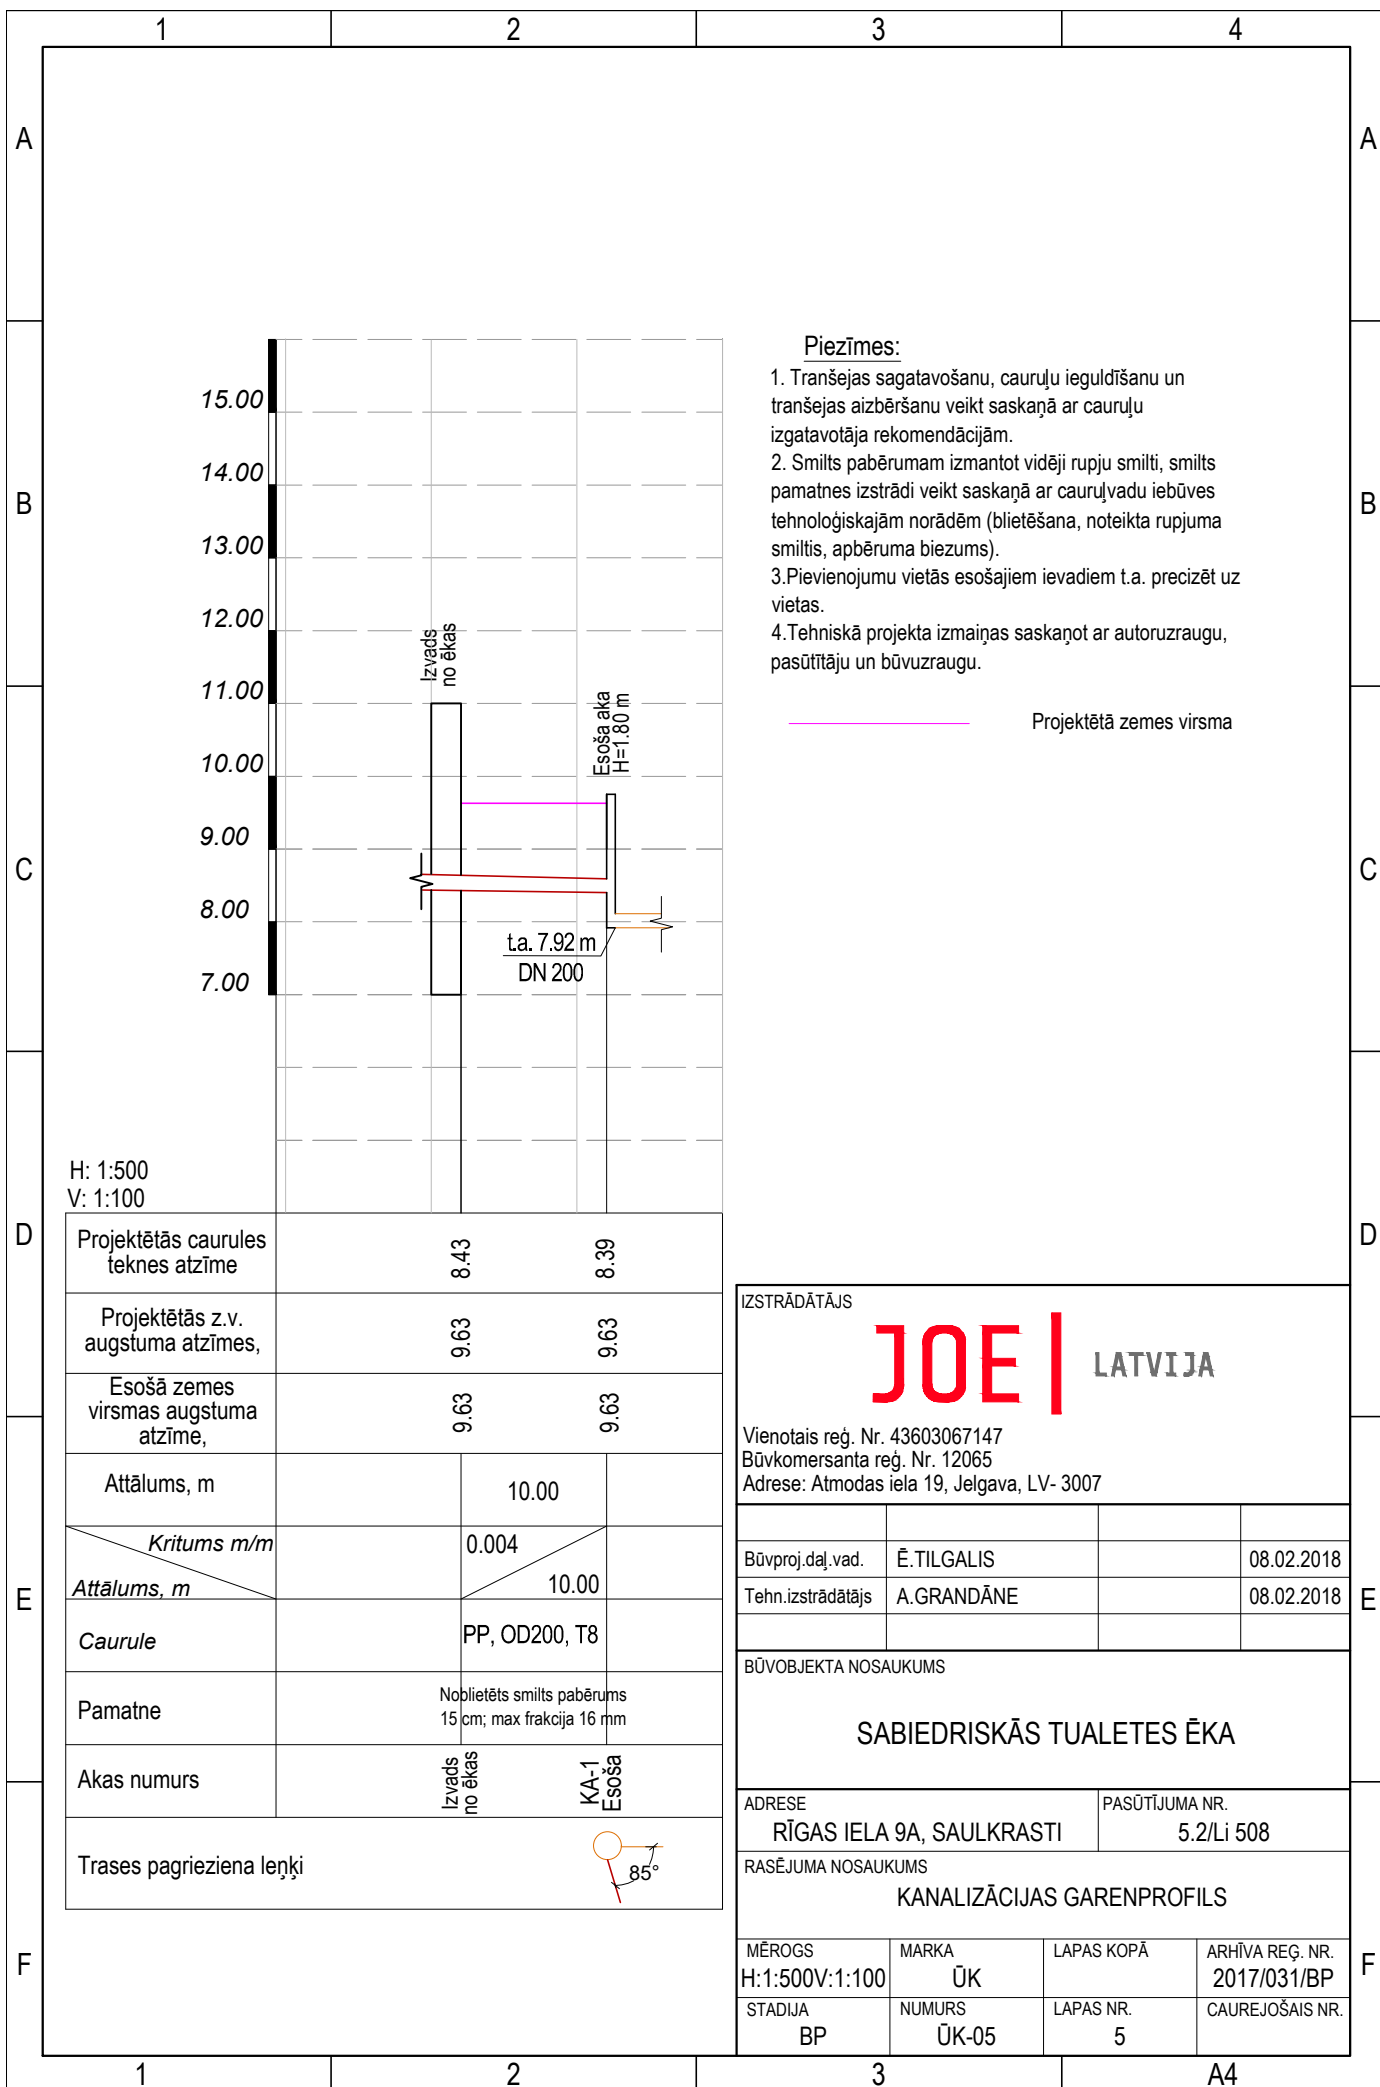 1
2
3
4
A
A
B
B
C
C
D
D
E
E
F
F
15.00
14.00
13.00
12.00
11.00
10.00
9.00
8.00
7.00
Izvads
no ēkas
Esoša aka
H=1.80 m
t.a. 7.92 m
DN 200
Piezīmes:
1. Tranšejas sagatavošanu, cauruļu ieguldīšanu un
tranšejas aizbēršanu veikt saskaņā ar cauruļu
izgatavotāja rekomendācijām.
2. Smilts pabērumam izmantot vidēji rupju smilti, smilts
pamatnes izstrādi veikt saskaņā ar cauruļvadu iebūves
tehnoloģiskajām norādēm (blietēšana, noteikta rupjuma
smiltis, apbēruma biezums).
3.Pievienojumu vietās esošajiem ievadiem t.a. precizēt uz
vietas.
4.Tehniskā projekta izmaiņas saskaņot ar autoruzraugu,
pasūtītāju un būvuzraugu.
Projektētā zemes virsma
H: 1:500
V: 1:100
Projektētās caurules
teknes atzīme
8.43
8.39
Projektētās z.v.
augstuma atzīmes,
9.63
9.63
Esošā zemes
virsmas augstuma
atzīme,
9.63
9.63
Attālums, m
10.00
Kritums m/m
0.004
Attālums, m
10.00
Caurule
PP, OD200, T8
Pamatne
Noblietēts smilts pabērums
15 cm; max frakcija 16 mm
Akas numurs
Izvads
no ēkas
KA-1
Esoša
Trases pagrieziena leņķi
85°
IZSTRĀDĀTĀJS
JOE LATVIJA
Vienotais reģ. Nr. 43603067147
Būvkomersanta reģ. Nr. 12065
Adrese: Atmodas iela 19, Jelgava, LV- 3007
Būvproj.daļ.vad. Ē.TILGALIS 08.02.2018
Tehn.izstrādātājs A.GRANDĀNE 08.02.2018
BŪVOBJEKTA NOSAUKUMS
SABIEDRISKĀS TUALETES ĒKA
ADRESE
RĪGAS IELA 9A, SAULKRASTI
PASŪTĪJUMA NR.
5.2/Li 508
RASĒJUMA NOSAUKUMS
KANALIZĀCIJAS GARENPROFILS
MĒROGS
H:1:500V:1:100
MARKA
ŪK
LAPAS KOPĀ
ARHĪVA REĢ. NR.
2017/031/BP
STADIJA
BP
NUMURS
ŪK-05
LAPAS NR.
5
CAUREJOŠAIS NR.
1
2
3
A4